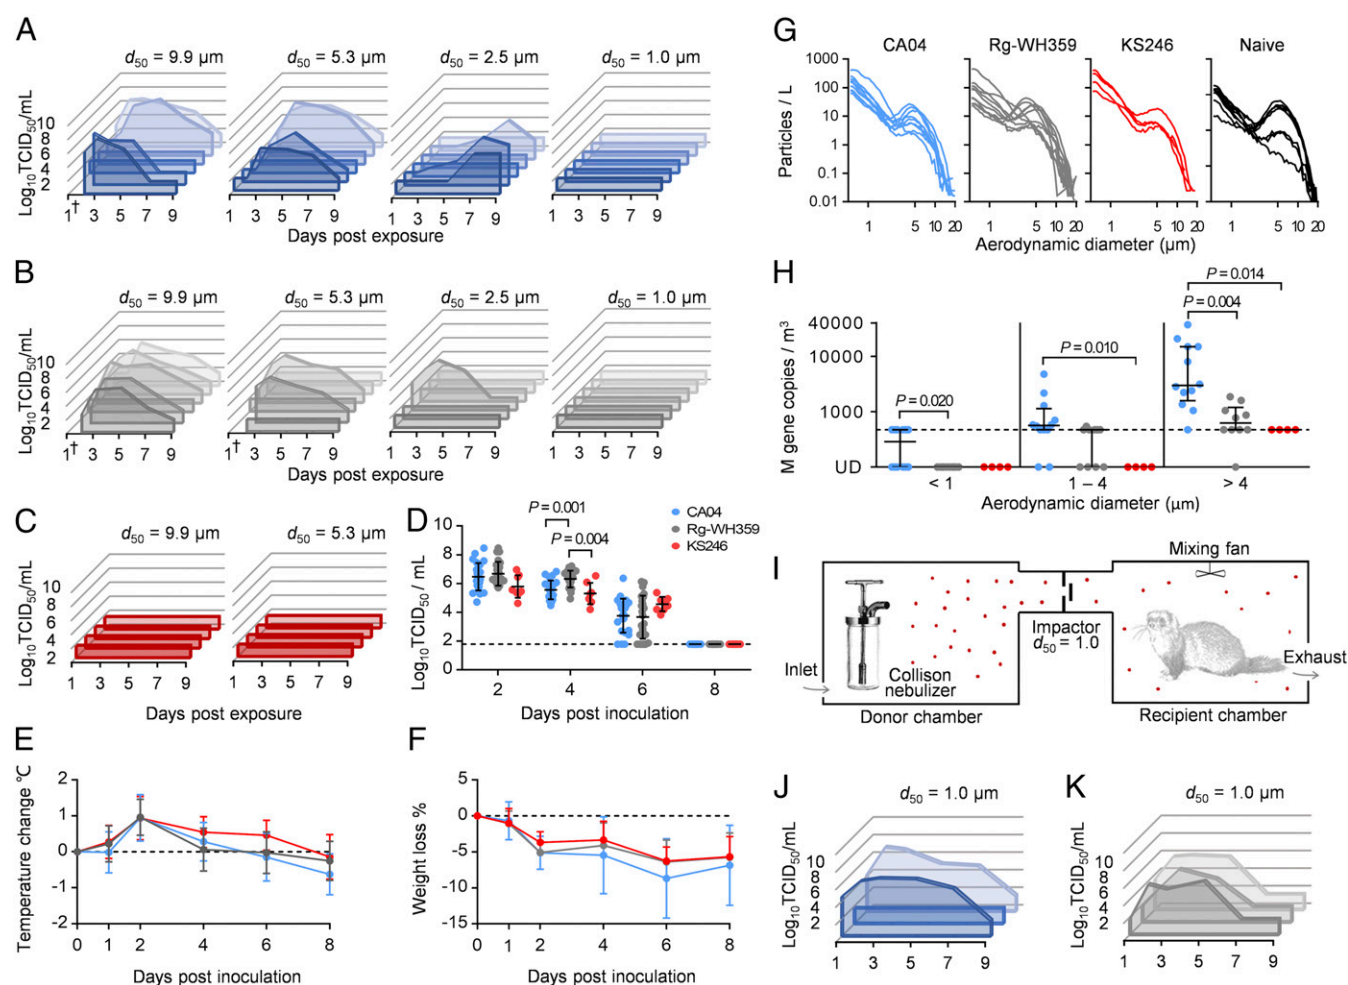 A
d50 = 9.9 µm
d50 = 5.3 µm
d50 = 2.5 µm
d50 = 1.0 µm
Log10TCID50/mL
10
8
6
4
2
1† 3 5 7 9
1 3 5 7 9
1 3 5 7 9
1 3 5 7 9
Days post exposure
B
d50 = 9.9 µm
d50 = 5.3 µm
d50 = 2.5 µm
d50 = 1.0 µm
Log10TCID50/mL
10
8
6
4
2
1† 3 5 7 9
1† 3 5 7 9
1 3 5 7 9
1 3 5 7 9
Days post exposure
C
d50 = 9.9 µm
d50 = 5.3 µm
Log10TCID50/mL
10
8
6
4
2
1 3 5 7 9
1 3 5 7 9
Days post exposure
D
Log10TCID50 / mL
10
8
6
4
2
0
P = 0.001
P = 0.004
CA04
Rg-WH359
KS246
2 4 6 8
Days post inoculation
E
Temperature change °C
2
1
0
-1
-2
0 1 2 4 6 8
Days post inoculation
F
Weight loss %
5
0
-5
-10
-15
0 1 2 4 6 8
Days post inoculation
G
CA04
Rg-WH359
KS246
Naive
Particles / L
1000
100
10
1
0.1
0.01
1 5 10 20
1 5 10 20
1 5 10 20
1 5 10 20
Aerodynamic diameter (µm)
H
M gene copies / m3
40000
10000
1000
UD
P = 0.020
P = 0.010
P = 0.004
P = 0.014
< 1
1 – 4
> 4
Aerodynamic diameter (µm)
I
Mixing fan
Impactor
d50 = 1.0
Inlet
Collison
nebulizer
Exhaust
Donor chamber
Recipient chamber
J
d50 = 1.0 µm
Log10TCID50/mL
10
8
6
4
2
1 3 5 7 9
K
d50 = 1.0 µm
Log10TCID50/mL
10
8
6
4
2
1 3 5 7 9